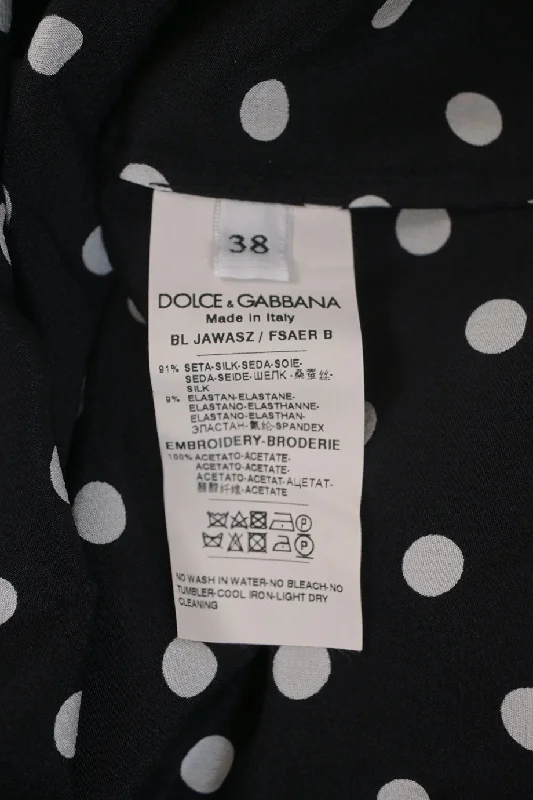 38
DOLCE & GABBANA
Made in Italy
BL JAWASZ / FSAER B
91% SETA-SILK-SEDA-SOIE-
SEDA-SEIDE-ШЕЛК-桑蚕丝-
SILK
9% ELASTAN-ELASTANE-
ELASTANO-ELASTHANNE-
ELASTANO-ELASTHAN-
ЭЛАСТАН-氨纶-SPANDEX
EMBROIDERY-BRODERIE
100% ACETATO-ACETATE-
ACETATO-ACETATE-
ACETATO-ACETAT-АЦЕТАТ-
醋酯纤维-ACETATE
P
P
NO WASH IN WATER-NO BLEACH-NO
TUMBLER-COOL IRON-LIGHT DRY
CLEANING